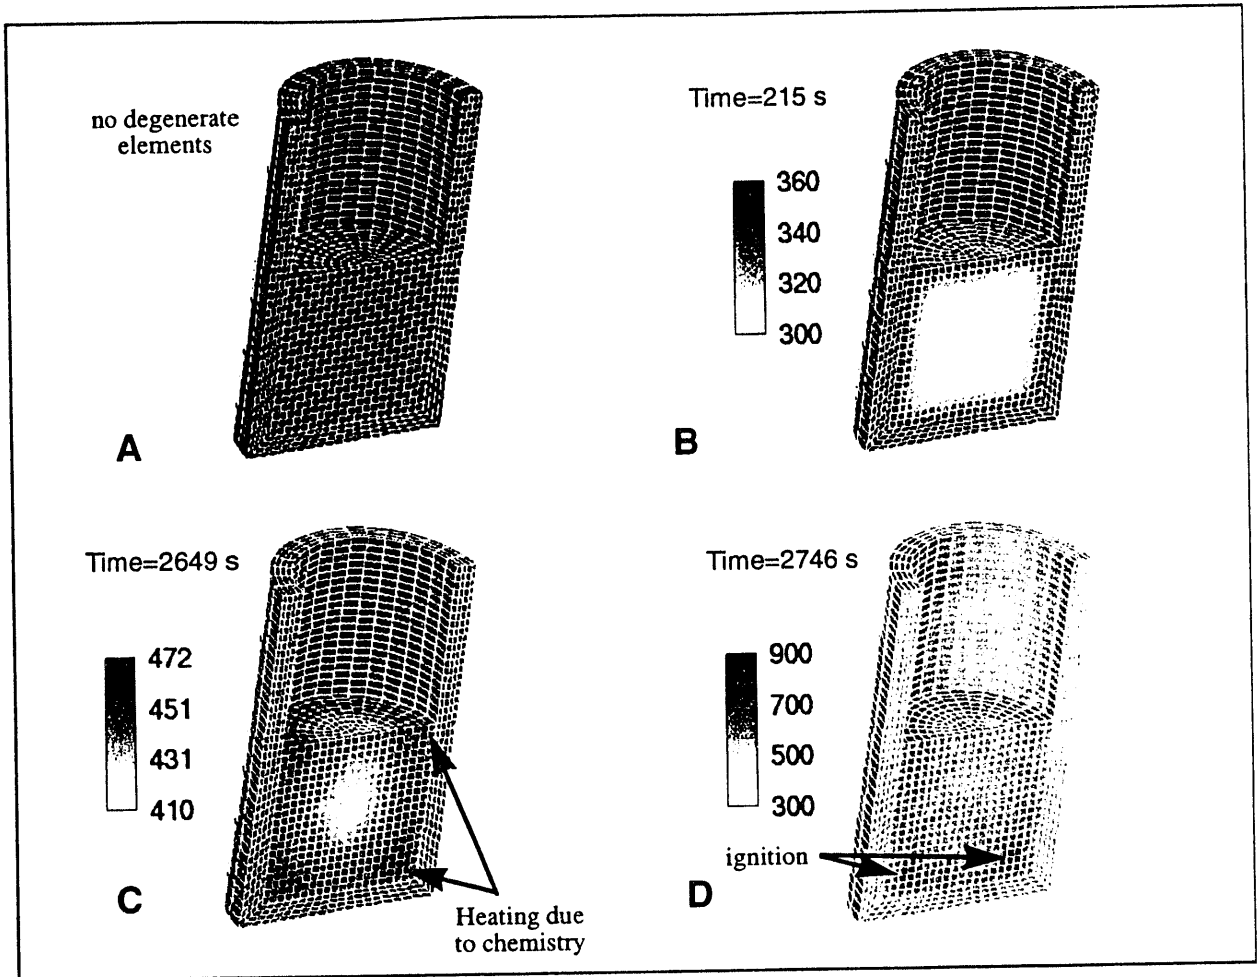 no degenerate
elements
A
Time=215 s
360
340
320
300
B
Time=2649 s
472
451
431
410
C
Heating due
to chemistry
Time=2746 s
900
700
500
300
ignition
D